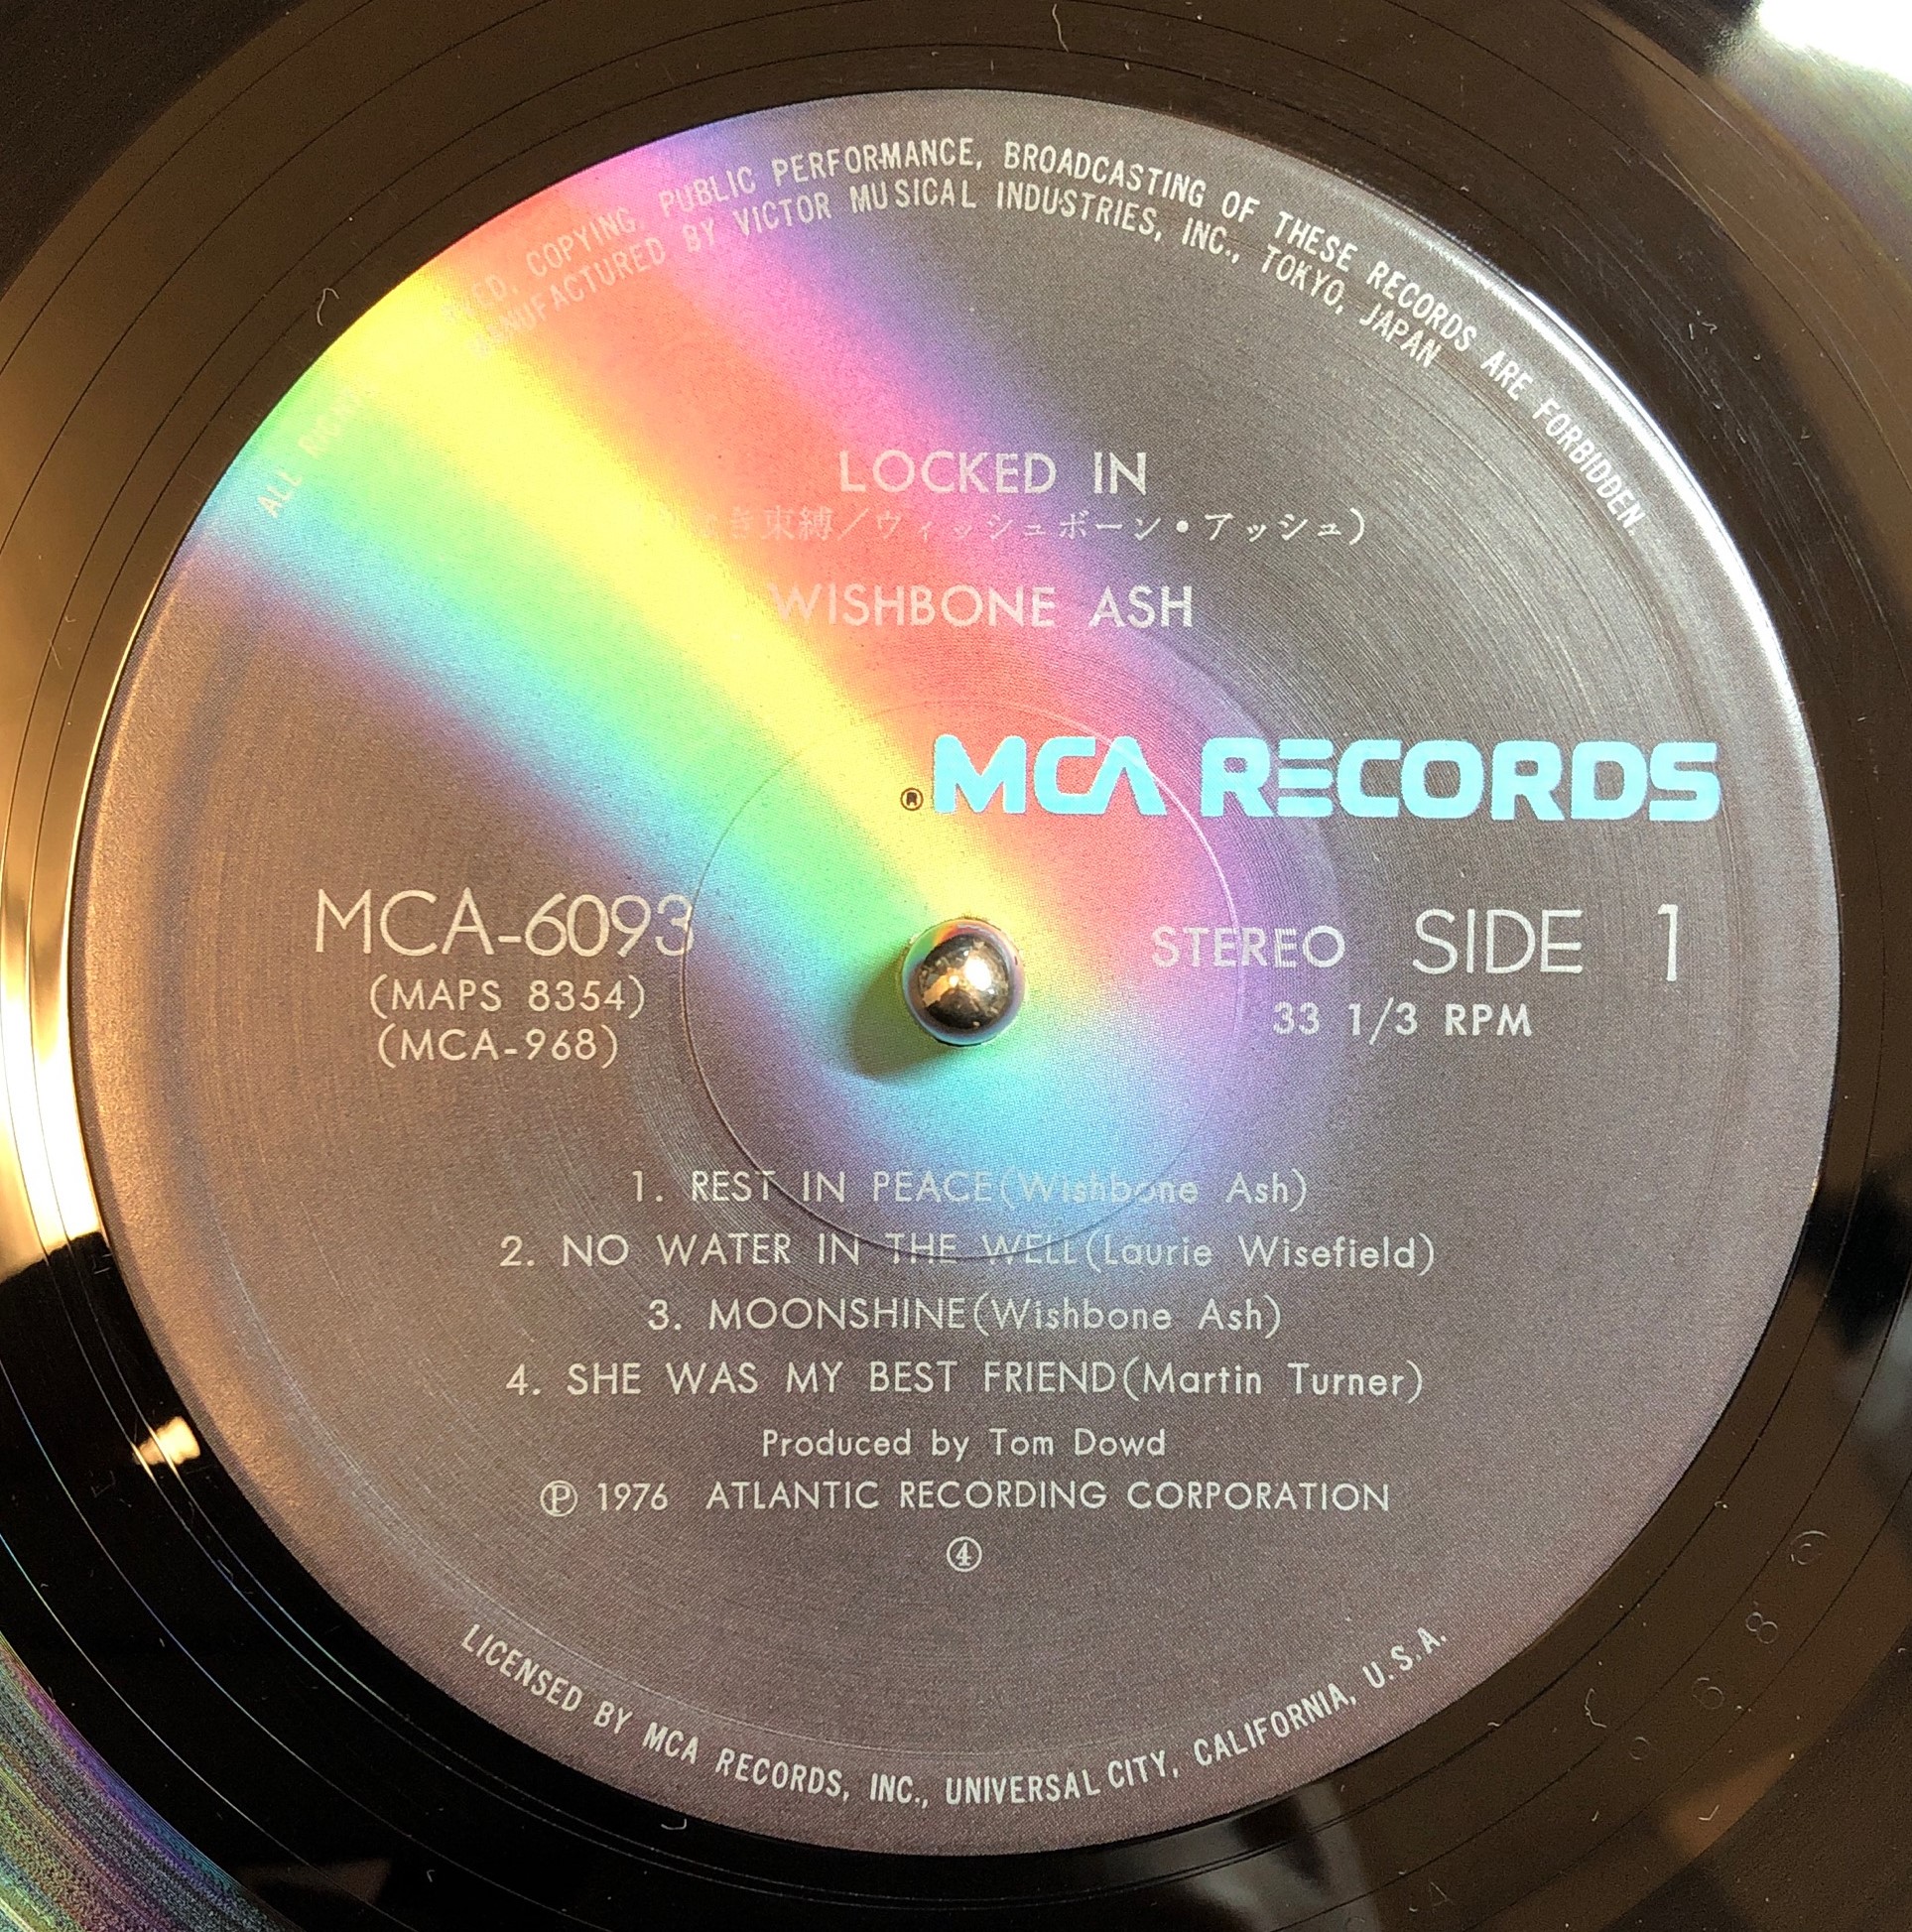 ALL RIGHTS RESERVED. COPYING, PUBLIC PERFORMANCE, BROADCASTING OF THESE RECORDS ARE FORBIDDEN.
MANUFACTURED BY VICTOR MUSICAL INDUSTRIES, INC., TOKYO, JAPAN
LOCKED IN
き束縛／ウィッシュボーン・アッシュ)
WISHBONE ASH
® MCA RECORDS
MCA-6093
(MAPS 8354)
(MCA-968)
STEREO SIDE 1
33 1/3 RPM
1. REST IN PEACE(Wishbone Ash)
2. NO WATER IN THE WELL(Laurie Wisefield)
3. MOONSHINE(Wishbone Ash)
4. SHE WAS MY BEST FRIEND(Martin Turner)
Produced by Tom Dowd
Ⓟ 1976 ATLANTIC RECORDING CORPORATION
④
LICENSED BY MCA RECORDS, INC., UNIVERSAL CITY, CALIFORNIA, U.S.A.